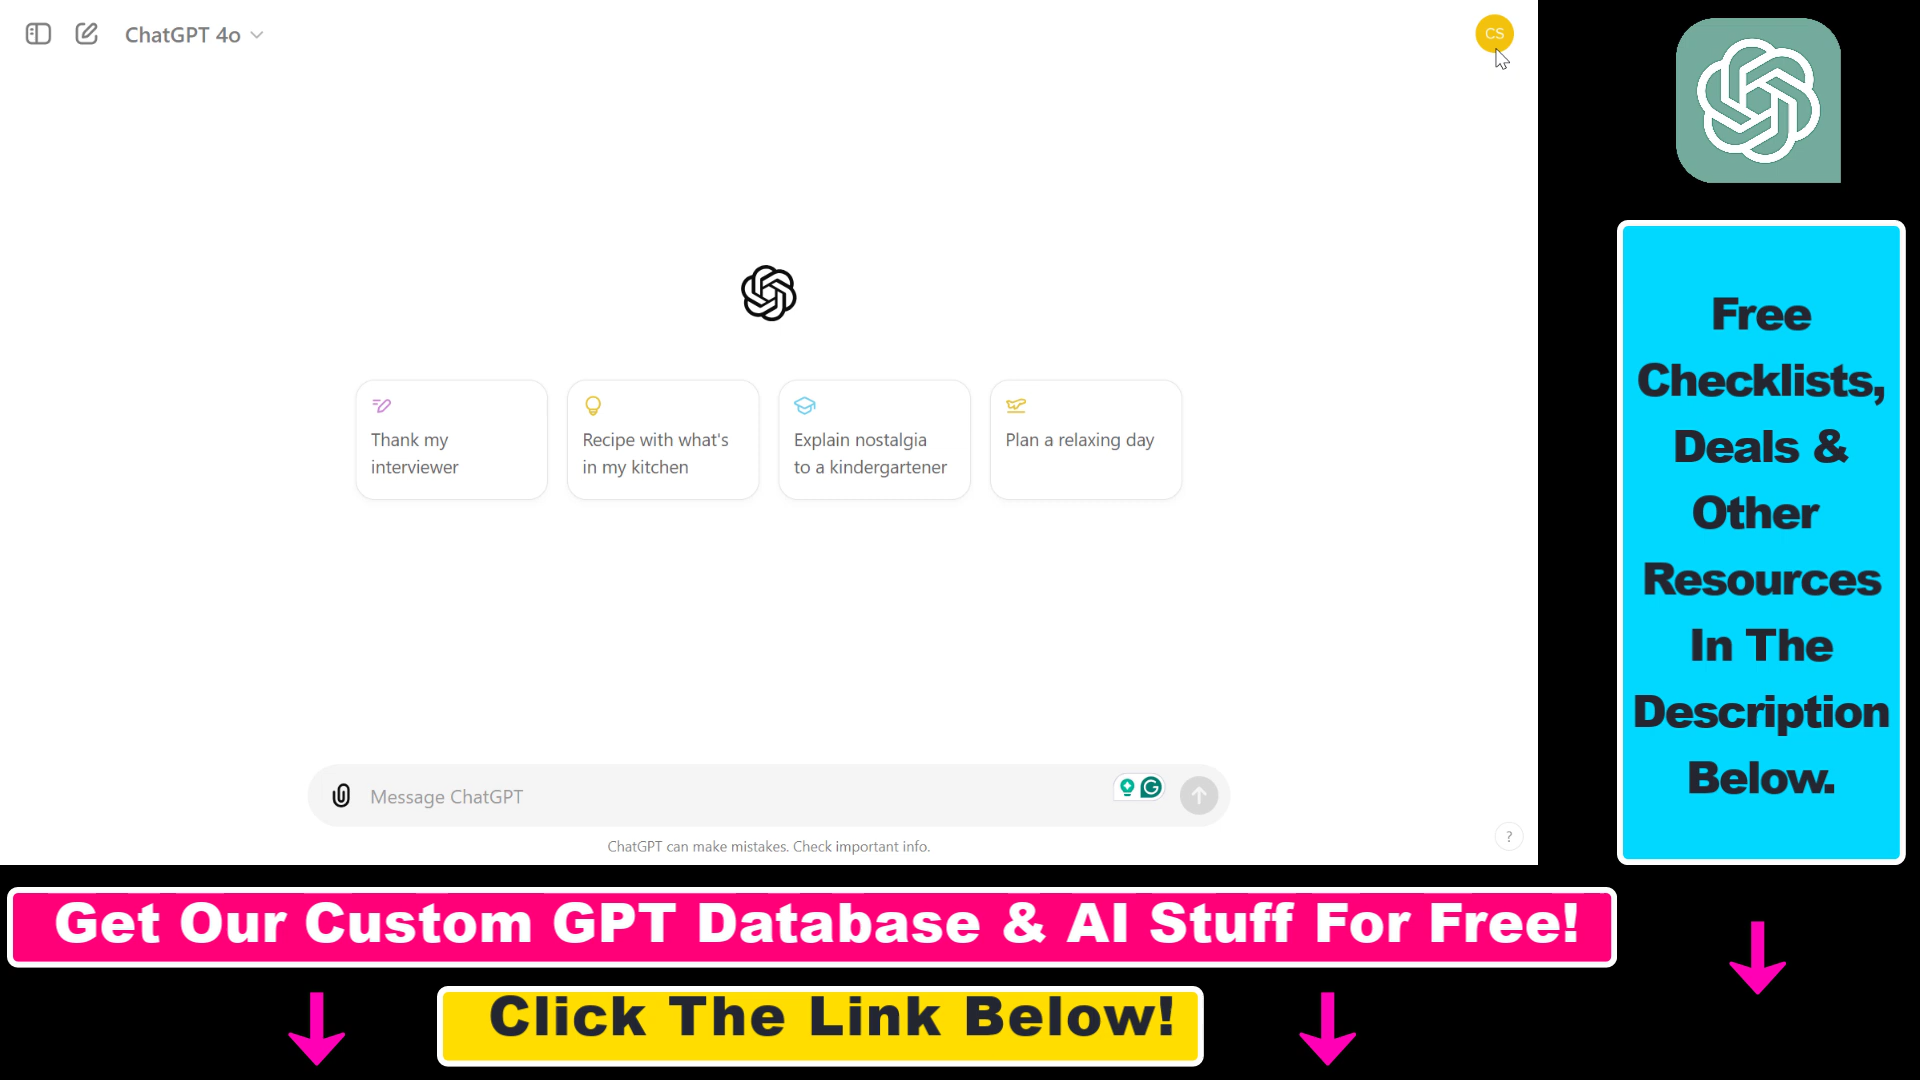 ChatGPT 4o
CS
Thank my
interviewer
Recipe with what's
in my kitchen
Explain nostalgia
to a kindergartener
Plan a relaxing day
Message ChatGPT
ChatGPT can make mistakes. Check important info.
?
Free
Checklists,
Deals &
Other
Resources
In The
Description
Below.
Get Our Custom GPT Database & AI Stuff For Free!
Click The Link Below!